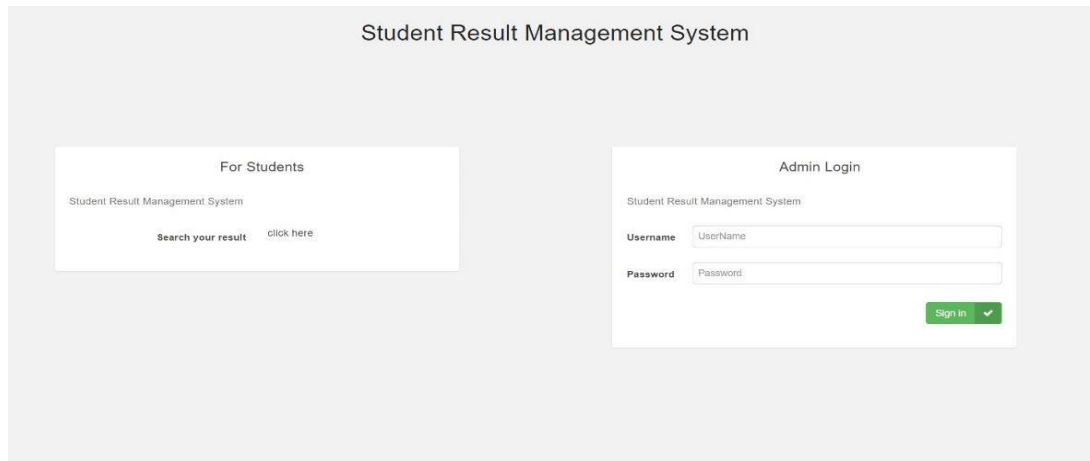 Student Result Management System
For Students
Student Result Management System
Search your result click here
Admin Login
Student Result Management System
Username UserName
Password Password
Sign in